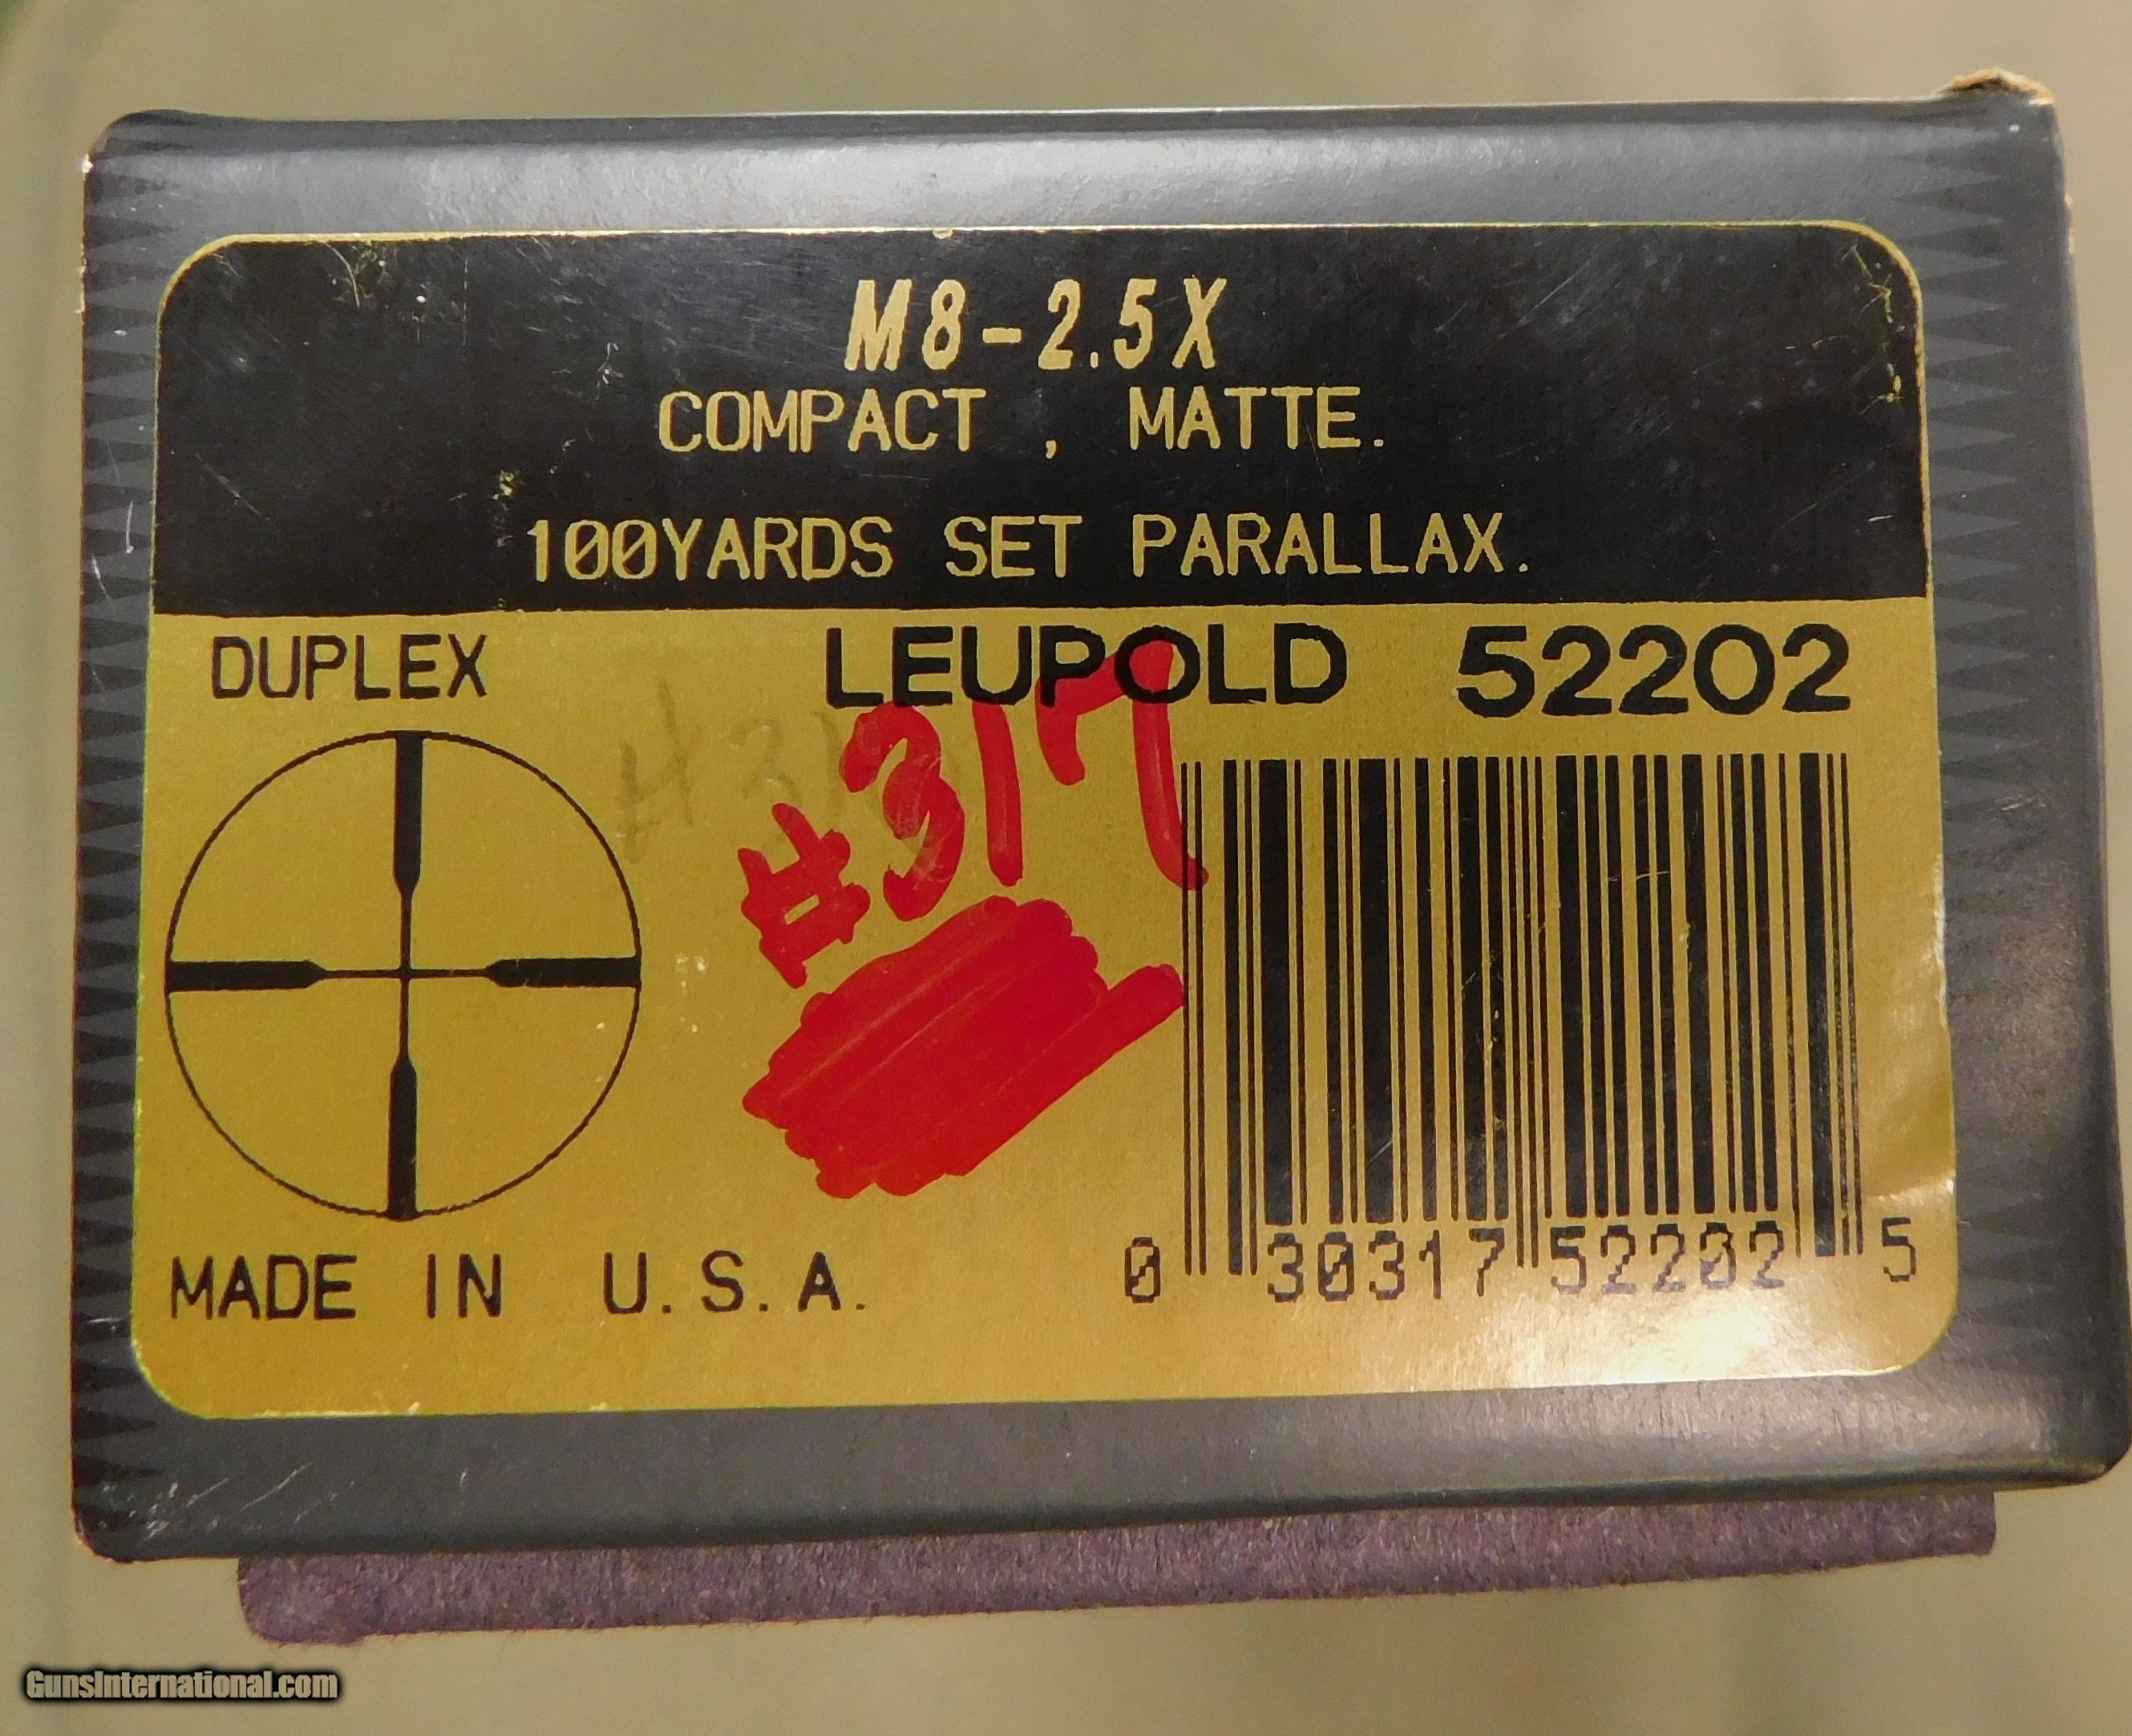 M8-2.5X
COMPACT , MATTE.
100YARDS SET PARALLAX.
DUPLEX
LEUPOLD 52202
#317
MADE IN U.S.A.
0 30317 52202 5
GunsInternational.com